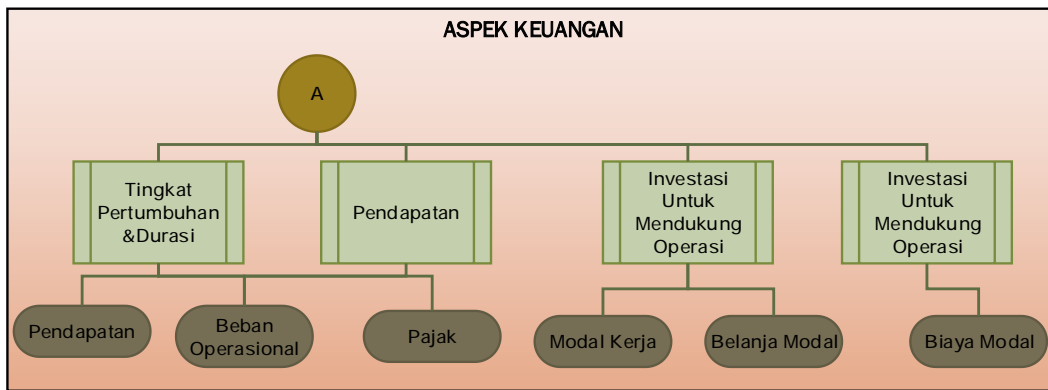 ASPEK KEUANGAN
A
Tingkat
Pertumbuhan
&Durasi
Pendapatan
Investasi
Untuk
Mendukung
Operasi
Investasi
Untuk
Mendukung
Operasi
Pendapatan
Beban
Operasional
Pajak
Modal Kerja
Belanja Modal
Biaya Modal